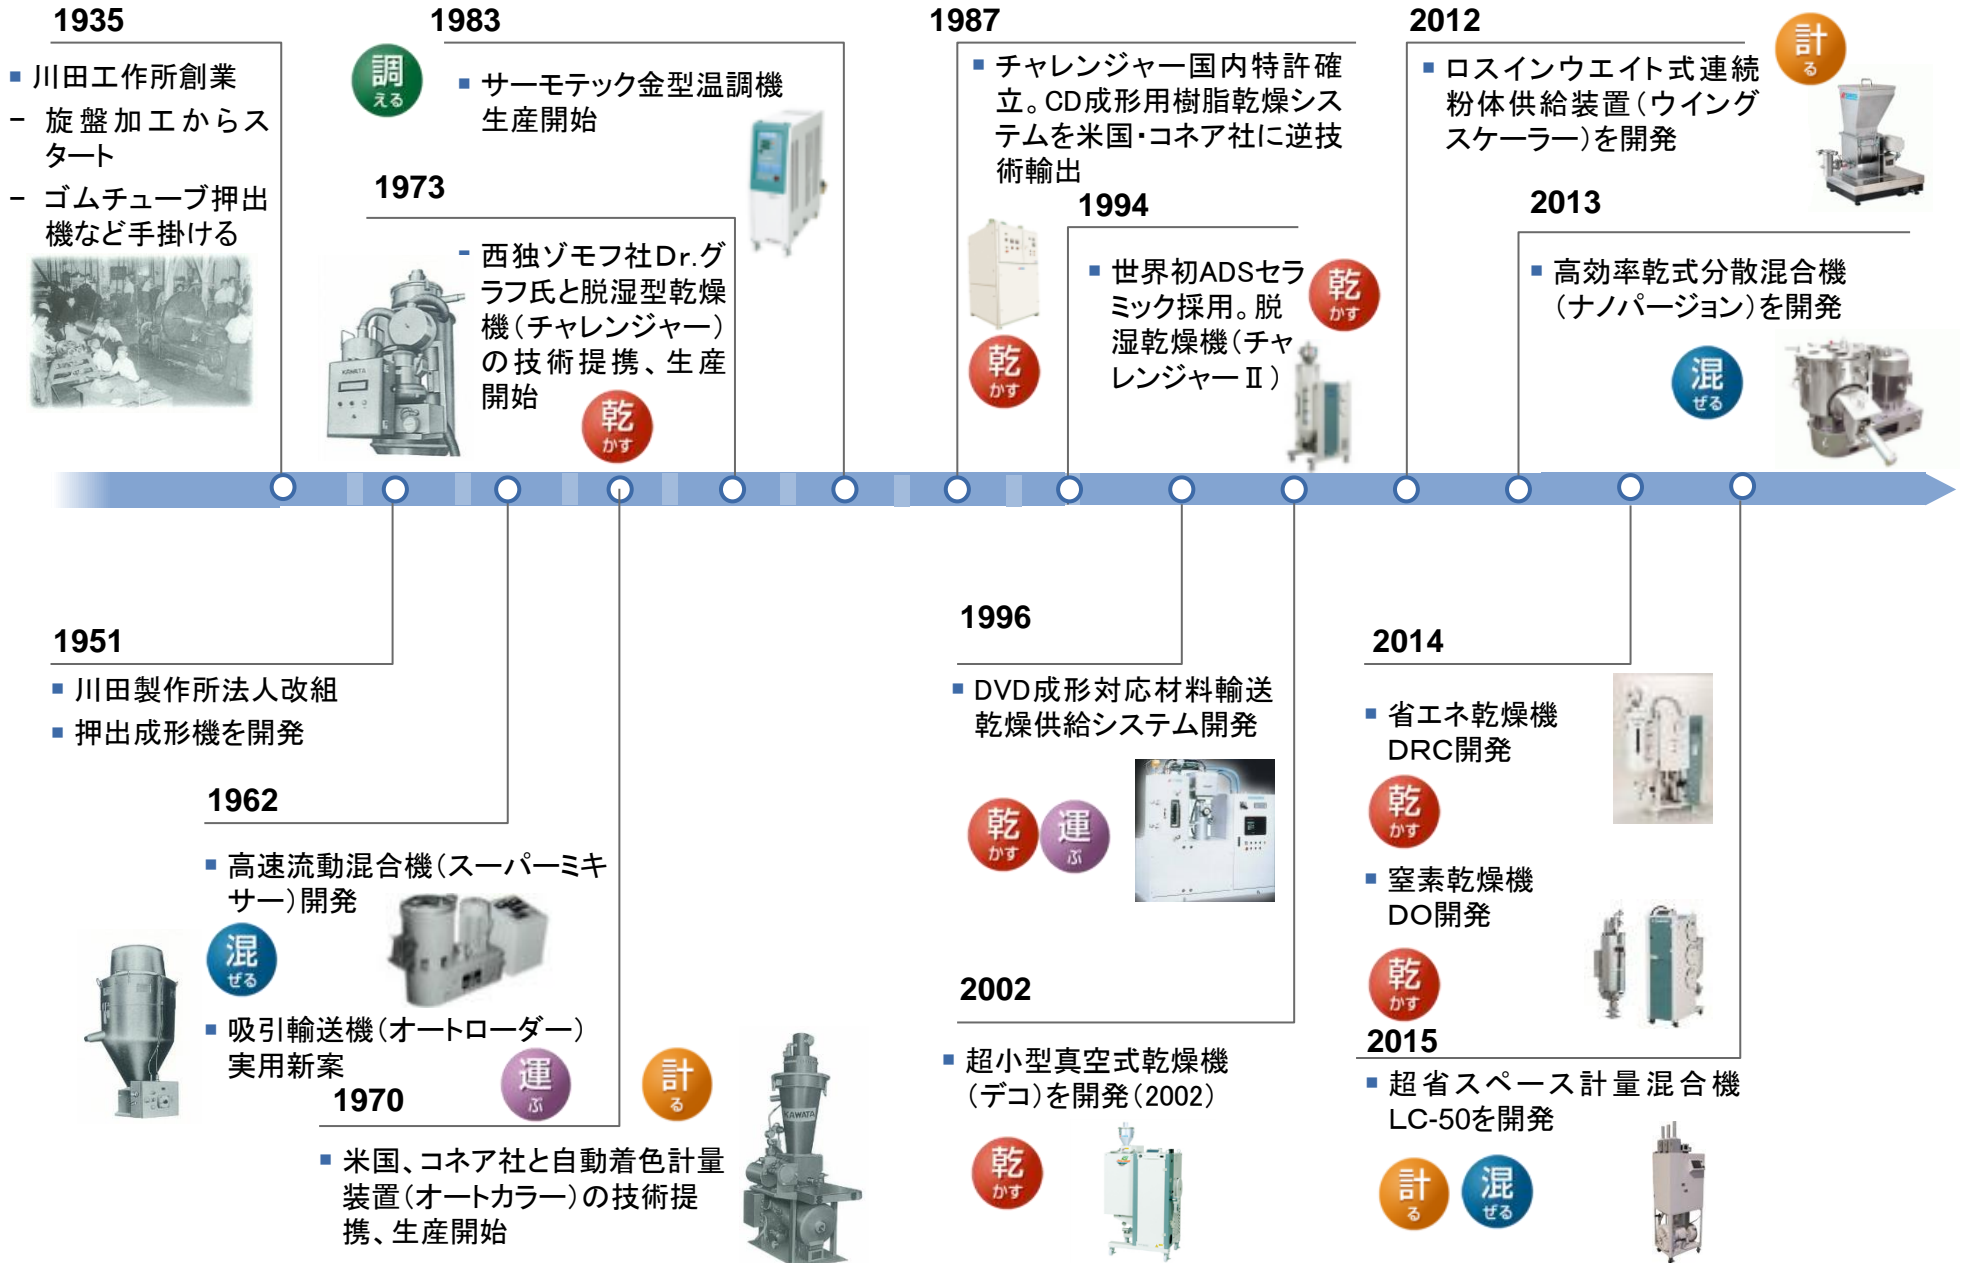 1935
■ 川田工作所創業
− 旋盤加工からス
タート
− ゴムチューブ押出
機など手掛ける
1983
調
える
■ サーモテック金型温調機
生産開始
1973
- 西独ゾモフ社Dr.グ
ラフ氏と脱湿型乾燥
機(チャレンジャー)
の技術提携、生産
開始
KAWATA
乾
かす
1987
■ チャレンジャー国内特許確
立。CD成形用樹脂乾燥シス
テムを米国・コネア社に逆技
術輸出
乾
かす
1994
■ 世界初ADSセラ
ミック採用。脱
湿乾燥機(チャ
レンジャーⅡ)
乾
かす
2012
計
る
■ ロスインウエイト式連続
粉体供給装置(ウイング
スケーラー)を開発
2013
■ 高効率乾式分散混合機
(ナノパージョン)を開発
混
ぜる
1951
■ 川田製作所法人改組
■ 押出成形機を開発
1962
■ 高速流動混合機(スーパーミキ
サー)開発
混
ぜる
■ 吸引輸送機(オートローダー)
実用新案
運
ぶ
1970
計
る
KAWATA
■ 米国、コネア社と自動着色計量
装置(オートカラー)の技術提
携、生産開始
1996
■ DVD成形対応材料輸送
乾燥供給システム開発
乾
かす
運
ぶ
2002
■ 超小型真空式乾燥機
(デコ)を開発(2002)
乾
かす
2014
■ 省エネ乾燥機
DRC開発
乾
かす
■ 窒素乾燥機
DO開発
乾
かす
2015
■ 超省スペース計量混合機
LC-50を開発
計
る
混
ぜる